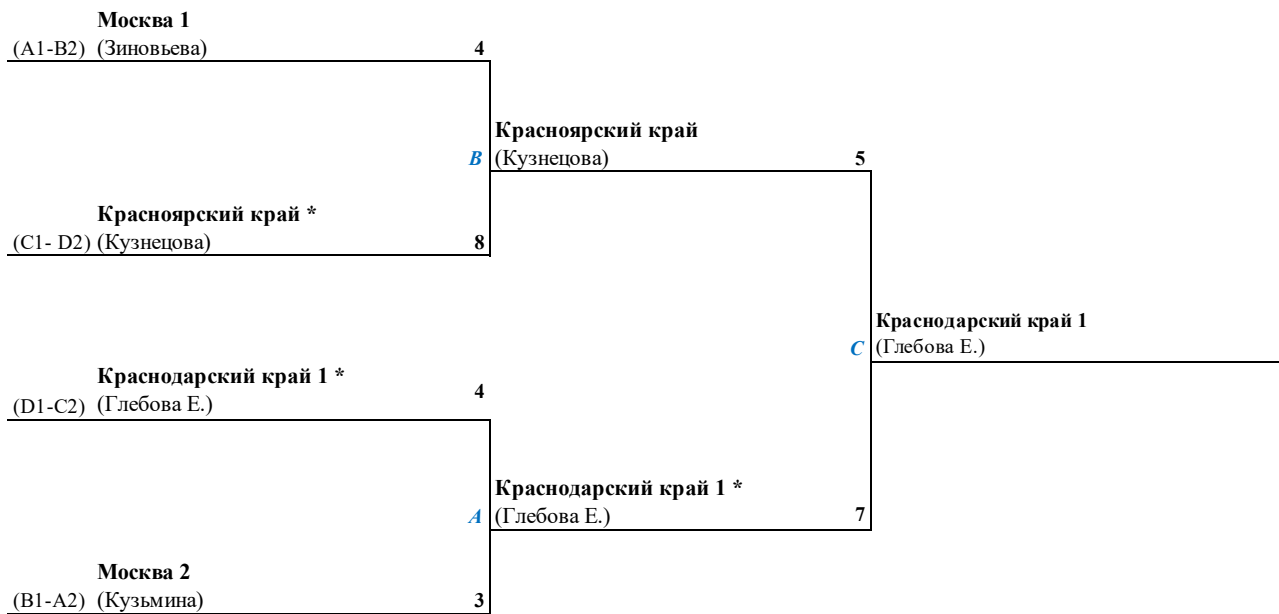 Москва 1
(A1-B2) (Зиновьева) 4
Красноярский край
B (Кузнецова) 5
Красноярский край *
(C1- D2) (Кузнецова) 8
Краснодарский край 1
C (Глебова Е.)
Краснодарский край 1 * 4
(D1-C2) (Глебова Е.)
Краснодарский край 1 *
A (Глебова Е.) 7
Москва 2
(B1-A2) (Кузьмина) 3